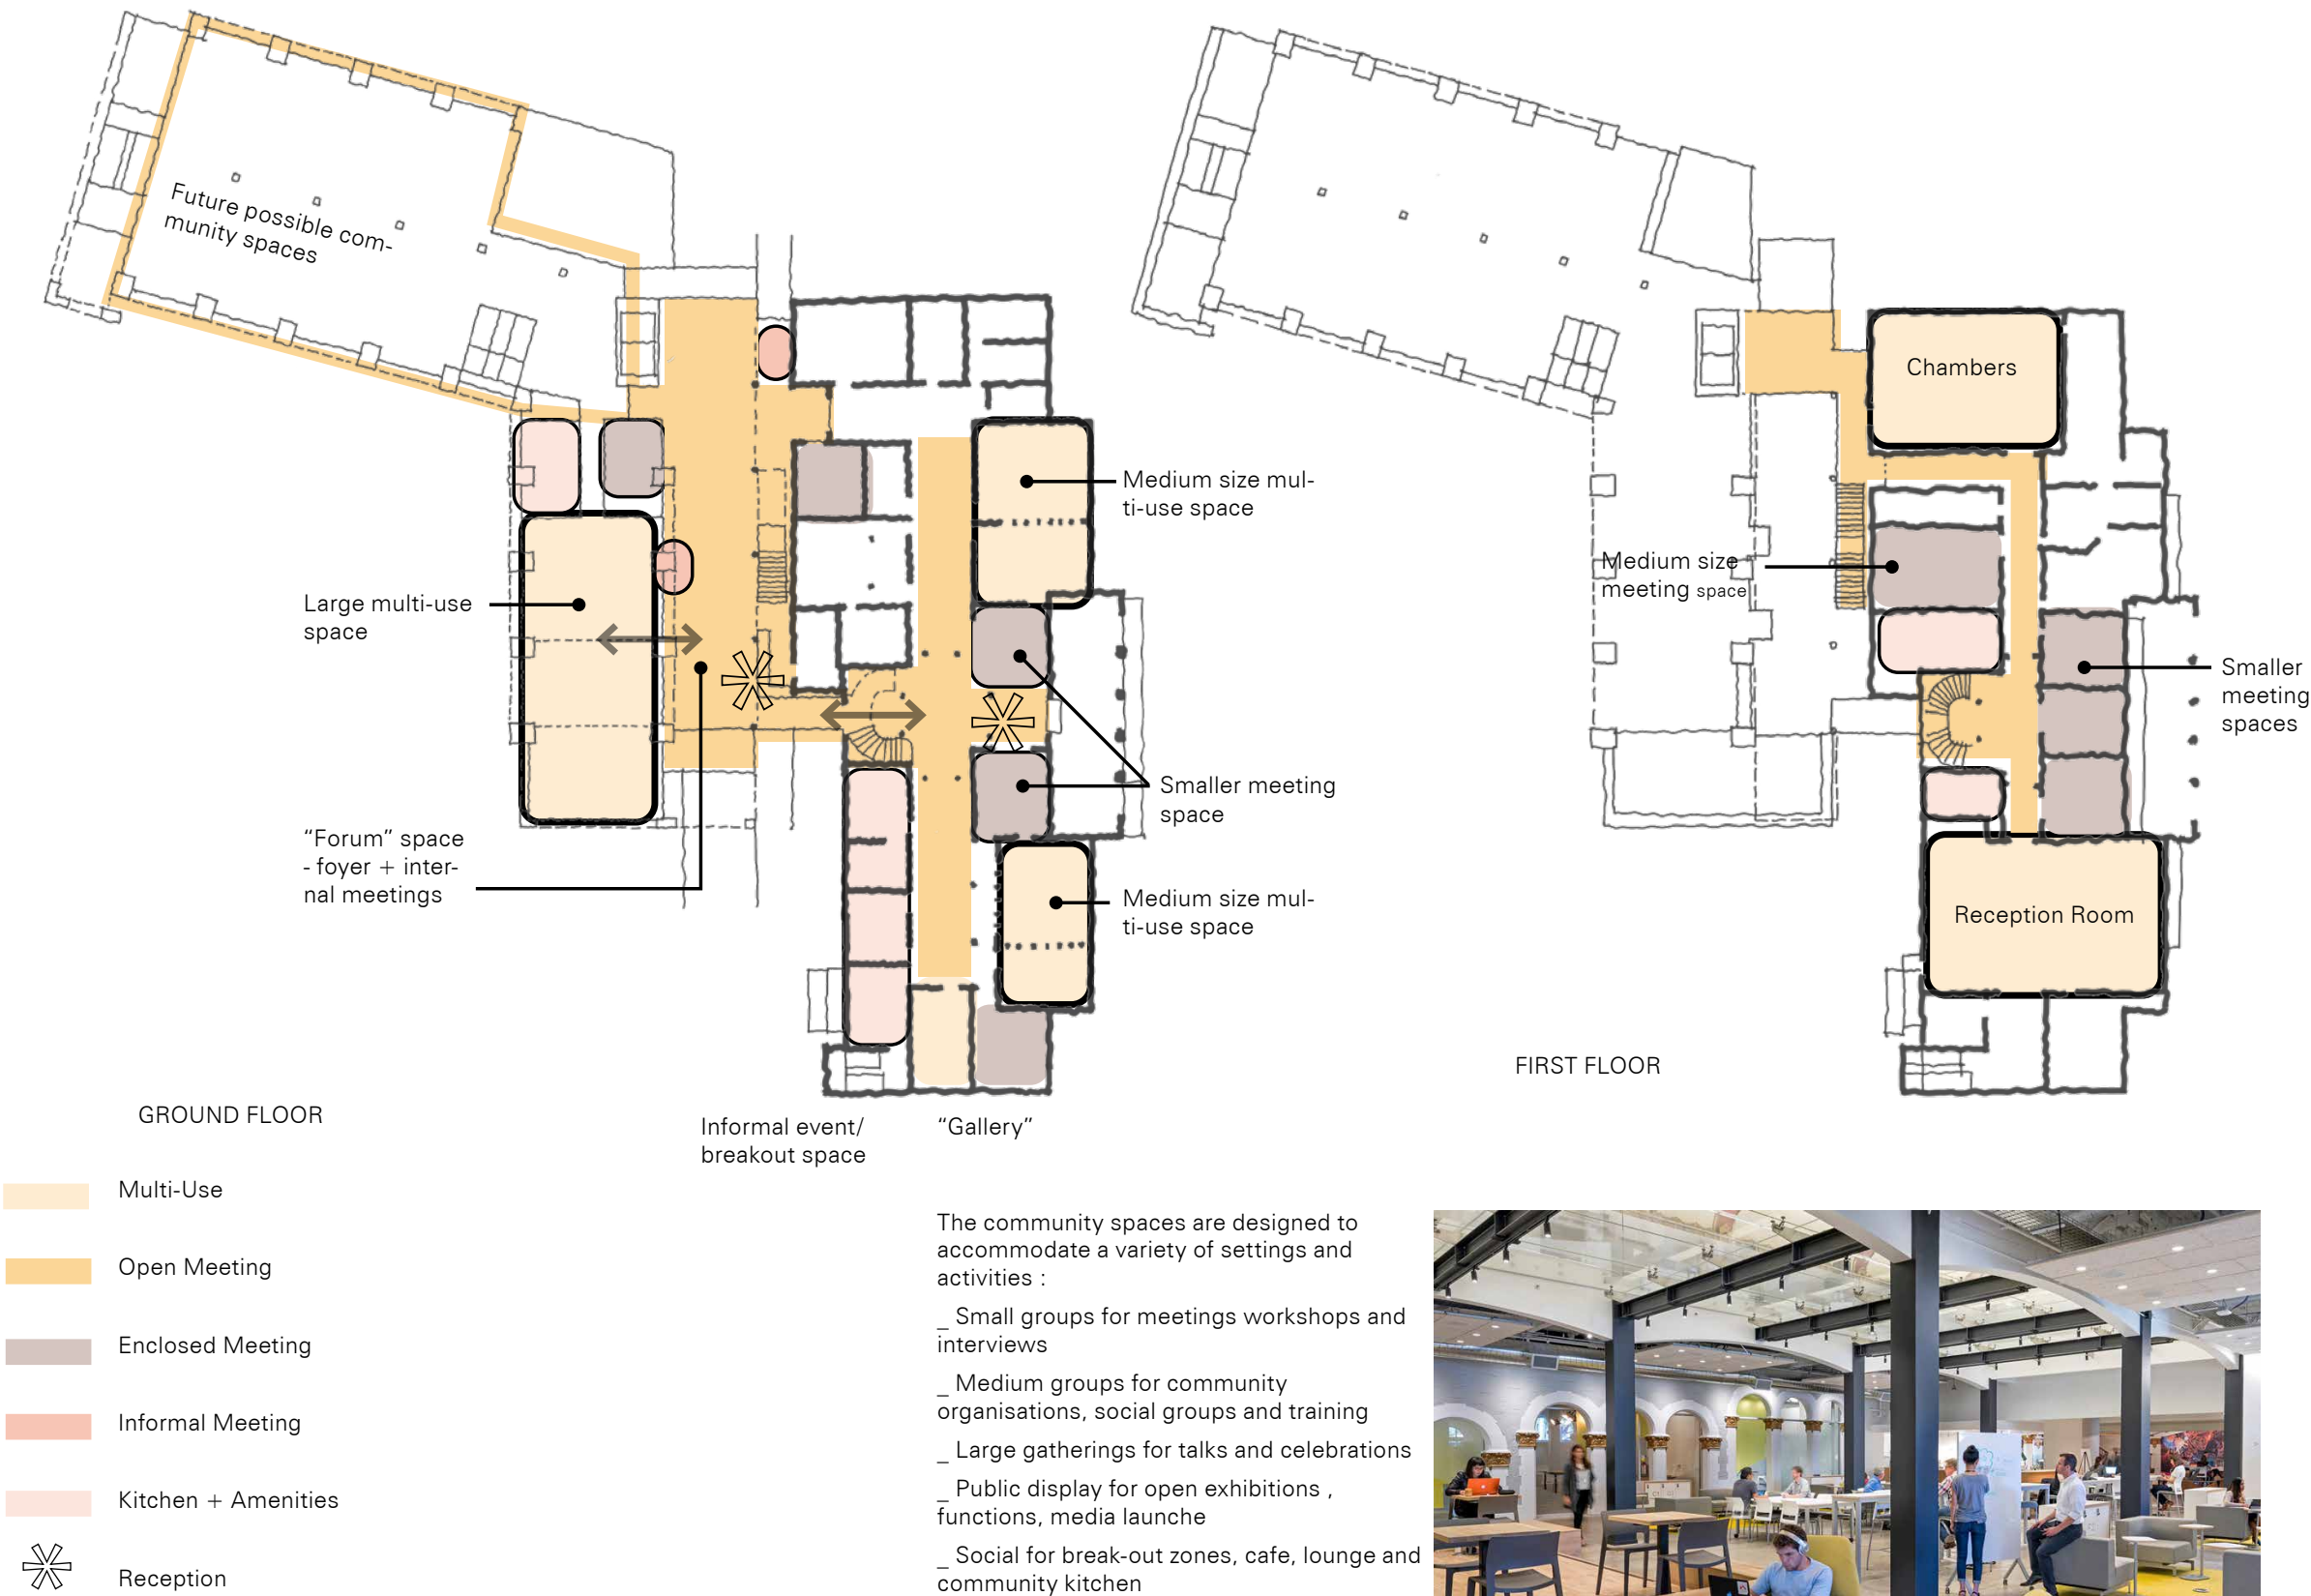 Future possible com-
munity spaces
Large multi-use
space
"Forum" space
- foyer + inter-
nal meetings
Medium size mul-
ti-use space
Smaller meeting
space
Medium size mul-
ti-use space
Chambers
Medium size
meeting space
Smaller
meeting
spaces
Reception Room
FIRST FLOOR
GROUND FLOOR
Informal event/
breakout space
"Gallery"
Multi-Use
Open Meeting
Enclosed Meeting
Informal Meeting
Kitchen + Amenities
Reception
The community spaces are designed to
accommodate a variety of settings and
activities :
_ Small groups for meetings workshops and
interviews
_ Medium groups for community
organisations, social groups and training
_ Large gatherings for talks and celebrations
_ Public display for open exhibitions ,
functions, media launche
_ Social for break-out zones, cafe, lounge and
community kitchen